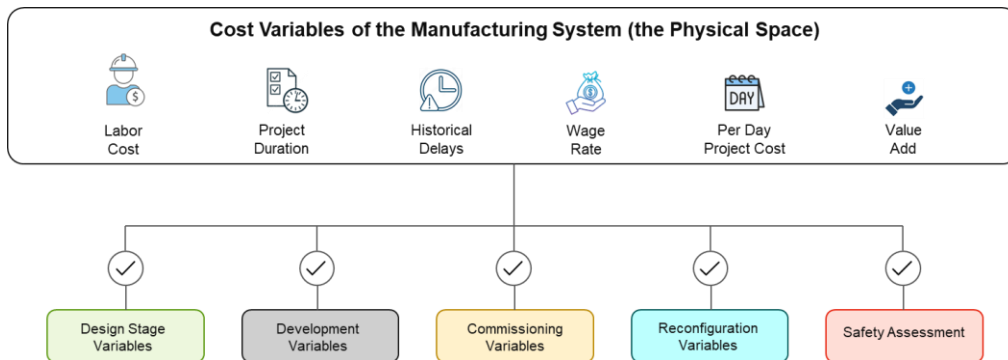 Cost Variables of the Manufacturing System (the Physical Space)
Labor
Cost
Project
Duration
Historical
Delays
Wage
Rate
DAY
Per Day
Project Cost
Value
Add
Design Stage
Variables
Development
Variables
Commissioning
Variables
Reconfiguration
Variables
Safety Assessment